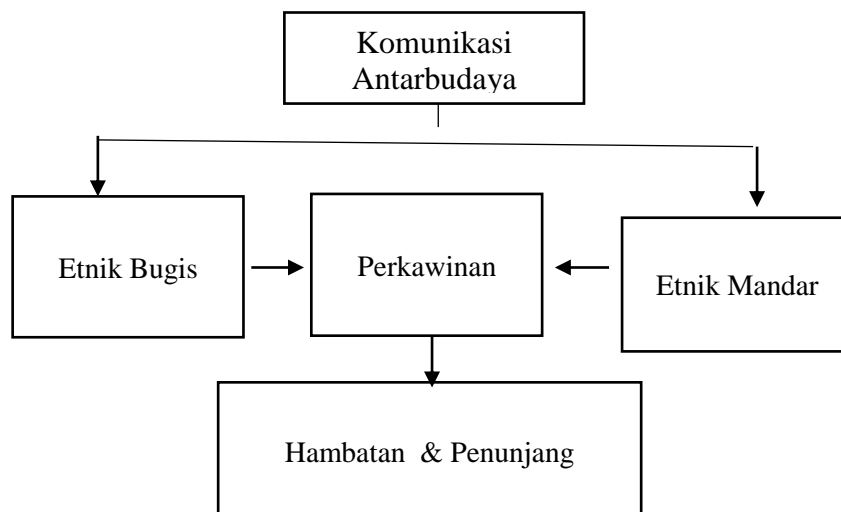 Komunikasi
Antarbudaya
Etnik Bugis
Perkawinan
Etnik Mandar
Hambatan & Penunjang